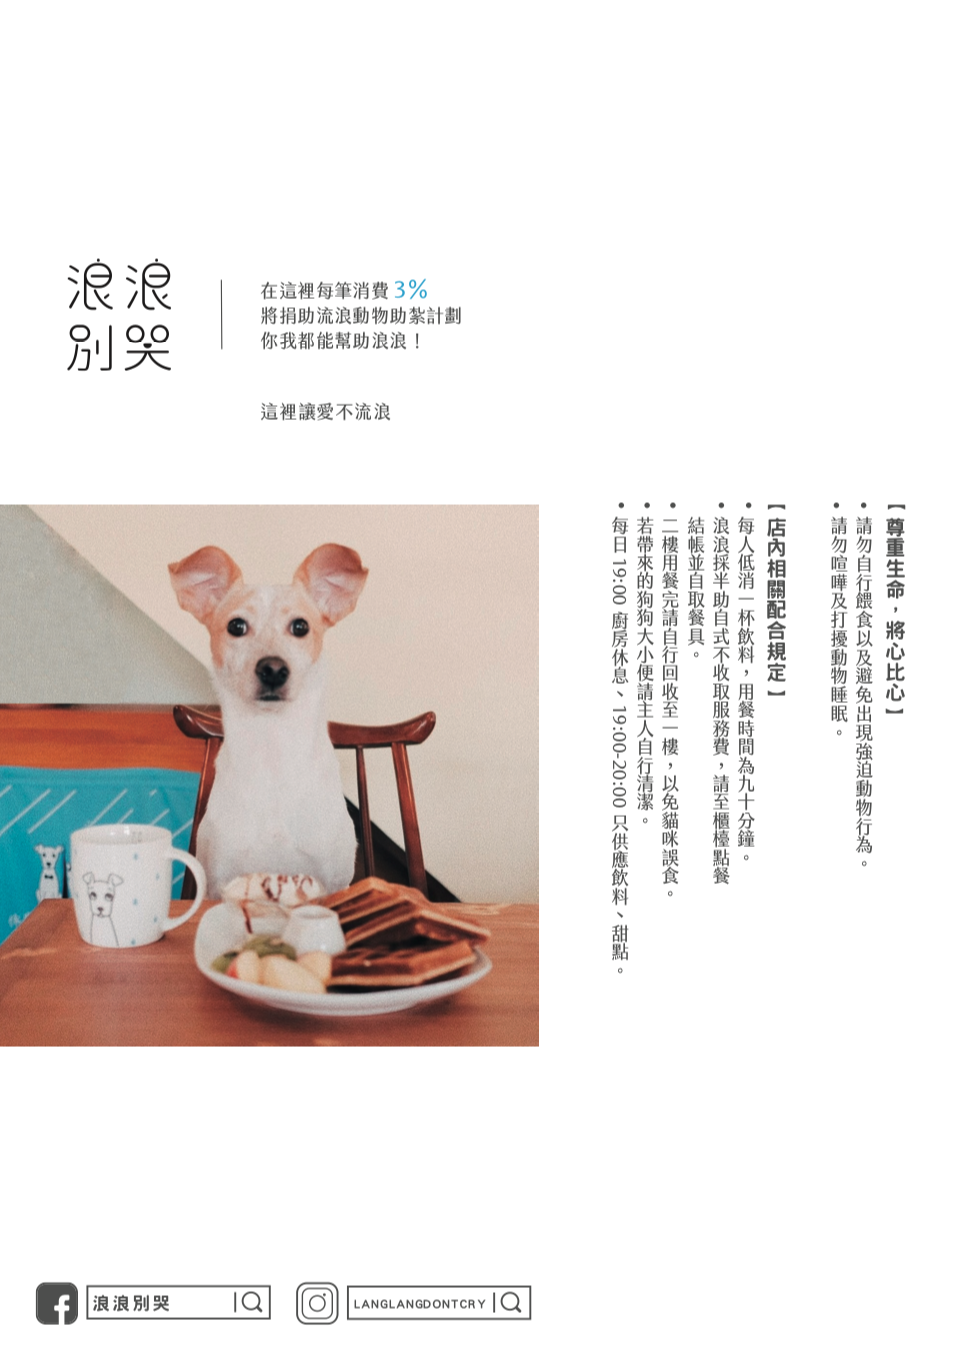 浪浪
別哭
在這裡每筆消費 3%
將捐助流浪動物助紮計劃
你我都能幫助浪浪！
這裡讓愛不流浪
【尊重生命，將心比心】
• 請勿自行餵食以及避免出現強迫動物行為。
• 請勿喧嘩及打擾動物睡眠。
【店內相關配合規定】
• 每人低消一杯飲料，用餐時間為九十分鐘。
• 浪浪採半助自式不收取服務費，請至櫃檯點餐
結帳並自取餐具。
• 二樓用餐完請自行回收至一樓，以免貓咪誤食。
• 若帶來的狗狗大小便請主人自行清潔。
• 每日 19:00 廚房休息、19:00-20:00 只供應飲料、甜點。
浪浪別哭
LANGLANGDONTCRY